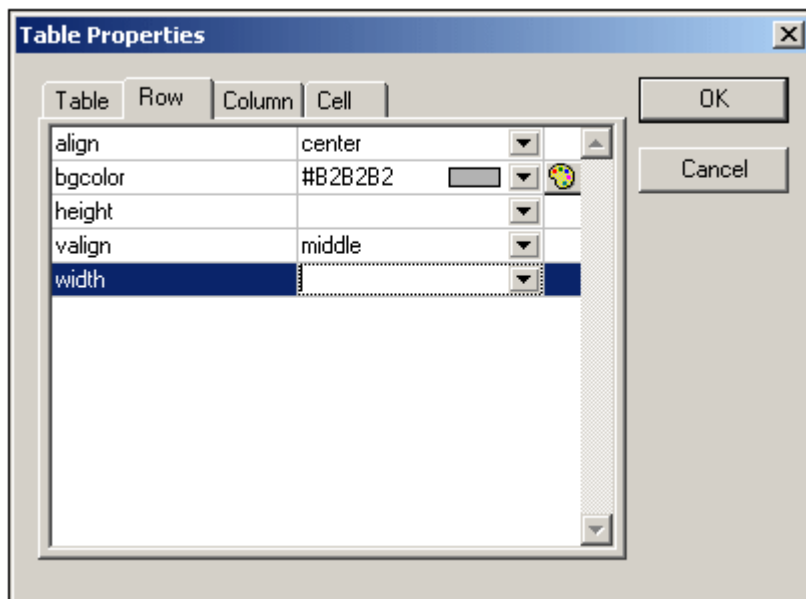 Table Properties
Table Row Column Cell
OK
Cancel
align center
bgcolor #B2B2B2
height
valign middle
width